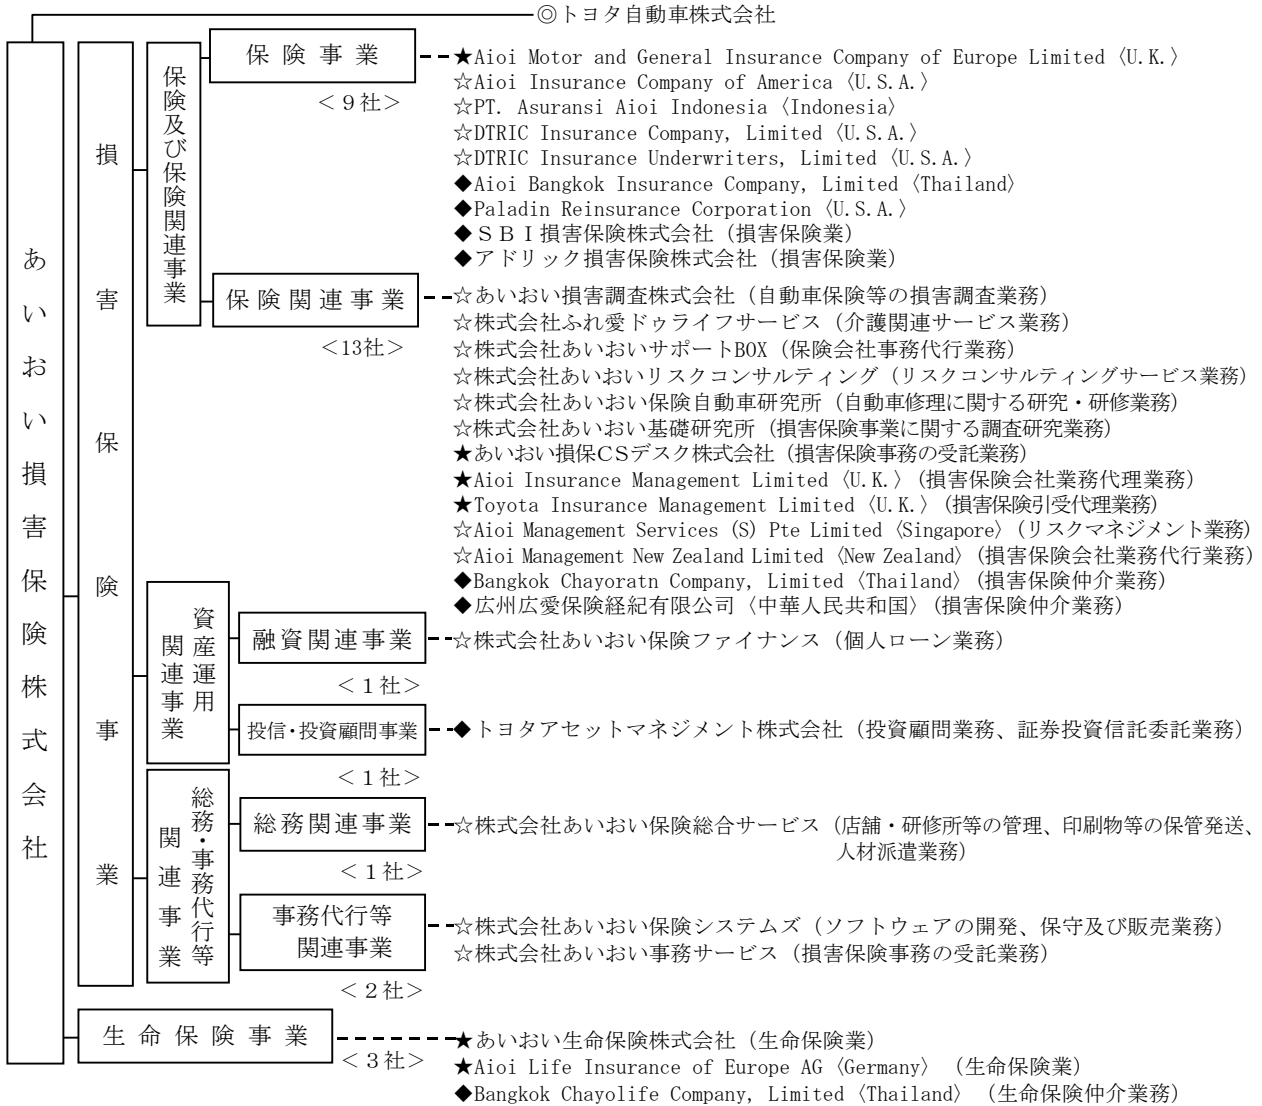 ◎トヨタ自動車株式会社
あいおい損害保険株式会社
損害保険事業
保険及び保険関連事業
保険事業
＜９社＞
★Aioi Motor and General Insurance Company of Europe Limited〈U.K.〉
☆Aioi Insurance Company of America〈U.S.A.〉
☆PT. Asuransi Aioi Indonesia〈Indonesia〉
☆DTRIC Insurance Company, Limited〈U.S.A.〉
☆DTRIC Insurance Underwriters, Limited〈U.S.A.〉
◆Aioi Bangkok Insurance Company, Limited〈Thailand〉
◆Paladin Reinsurance Corporation〈U.S.A.〉
◆ＳＢＩ損害保険株式会社（損害保険業）
◆アドリック損害保険株式会社（損害保険業）
保険関連事業
＜13社＞
☆あいおい損害調査株式会社（自動車保険等の損害調査業務）
☆株式会社ふれ愛ドゥライフサービス（介護関連サービス業務）
☆株式会社あいおいサポートBOX（保険会社事務代行業務）
☆株式会社あいおいリスクコンサルティング（リスクコンサルティングサービス業務）
☆株式会社あいおい保険自動車研究所（自動車修理に関する研究・研修業務）
☆株式会社あいおい基礎研究所（損害保険事業に関する調査研究業務）
★あいおい損保CSデスク株式会社（損害保険事務の受託業務）
★Aioi Insurance Management Limited〈U.K.〉（損害保険会社業務代理業務）
★Toyota Insurance Management Limited〈U.K.〉（損害保険引受代理業務）
☆Aioi Management Services (S) Pte Limited〈Singapore〉（リスクマネジメント業務）
☆Aioi Management New Zealand Limited〈New Zealand〉（損害保険会社業務代行業務）
◆Bangkok Chayoratn Company, Limited〈Thailand〉（損害保険仲介業務）
◆広州広愛保険経紀有限公司〈中華人民共和国〉（損害保険仲介業務）
資産運用
関連事業
融資関連事業
＜１社＞
☆株式会社あいおい保険ファイナンス（個人ローン業務）
投信・投資顧問事業
＜１社＞
◆トヨタアセットマネジメント株式会社（投資顧問業務、証券投資信託委託業務）
総務・事務代行等
関連事業
総務関連事業
＜１社＞
☆株式会社あいおい保険総合サービス（店舗・研修所等の管理、印刷物等の保管発送、
人材派遣業務）
事務代行等
関連事業
＜２社＞
☆株式会社あいおい保険システムズ（ソフトウェアの開発、保守及び販売業務）
☆株式会社あいおい事務サービス（損害保険事務の受託業務）
生命保険事業
＜３社＞
★あいおい生命保険株式会社（生命保険業）
★Aioi Life Insurance of Europe AG〈Germany〉（生命保険業）
◆Bangkok Chayolife Company, Limited〈Thailand〉（生命保険仲介業務）